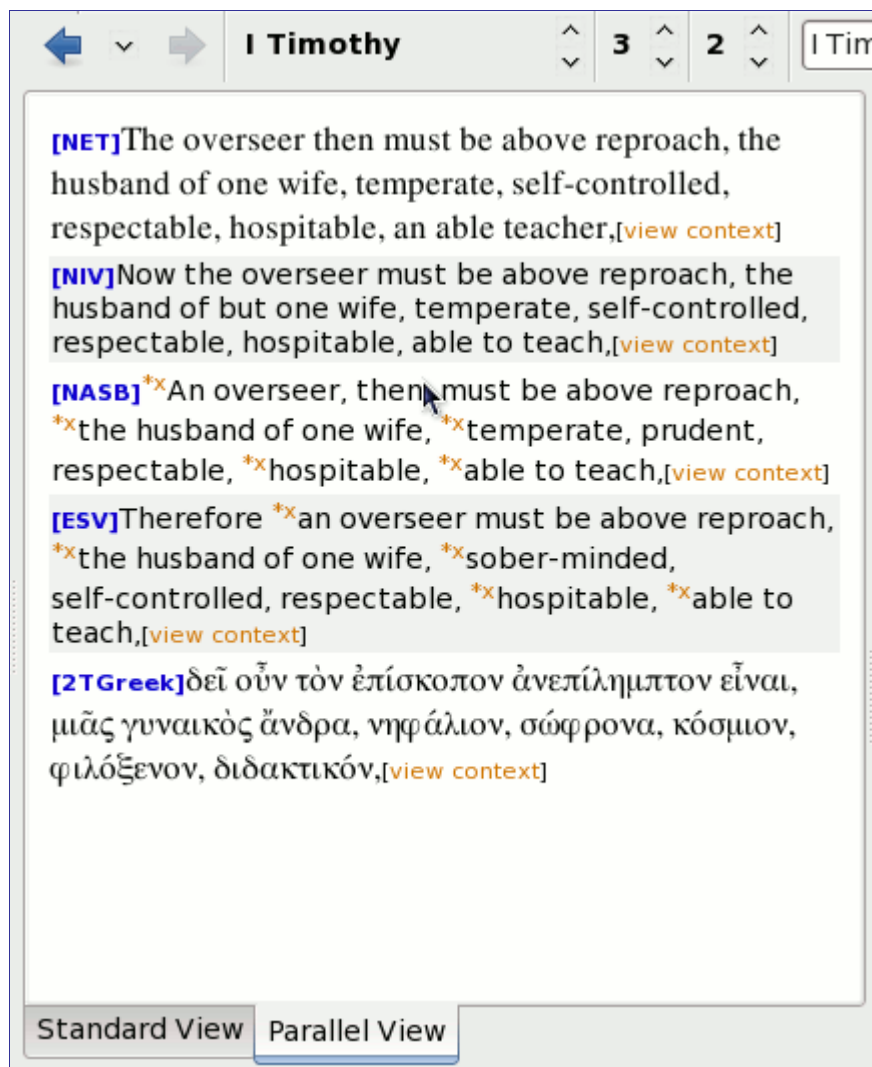 I Timothy 3 2 I Tim
[NET]The overseer then must be above reproach, the
husband of one wife, temperate, self-controlled,
respectable, hospitable, an able teacher,[view context]
[NIV]Now the overseer must be above reproach, the
husband of but one wife, temperate, self-controlled,
respectable, hospitable, able to teach,[view context]
[NASB]*xAn overseer, then, must be above reproach,
*xthe husband of one wife, *xtemperate, prudent,
respectable, *xhospitable, *xable to teach,[view context]
[ESV]Therefore *xan overseer must be above reproach,
*xthe husband of one wife, *xsober-minded,
self-controlled, respectable, *xhospitable, *xable to
teach,[view context]
[2TGreek]δεῖ οὖν τὸν ἐπίσκοπον ἀνεπίλημπτον εἶναι,
μιᾶς γυναικὸς ἄνδρα, νηφάλιον, σώφρονα, κόσμιον,
φιλόξενον, διδακτικόν,[view context]
Standard View Parallel View